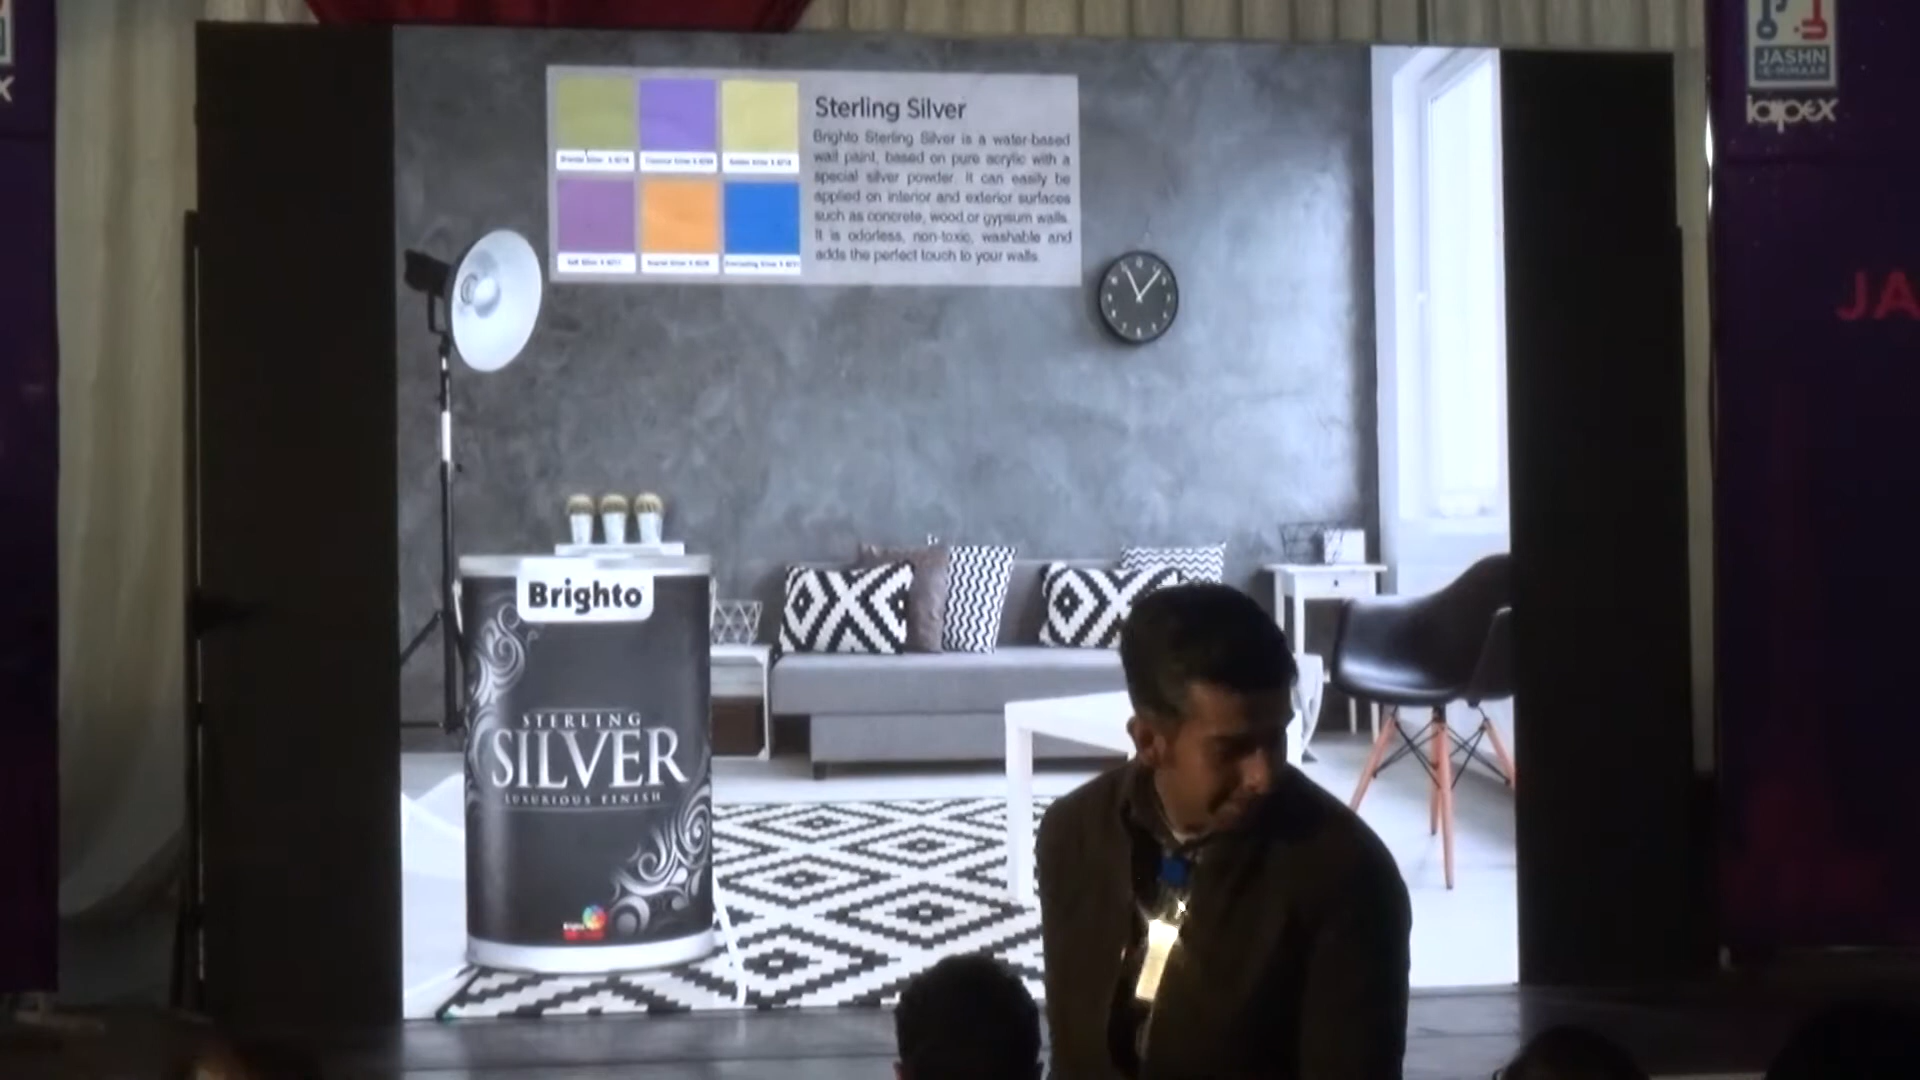 JASHN
iapex
JA
Sterling Silver
Brighto Sterling Silver is a water-based
wall paint, based on pure acrylic with a
special silver powder. It can easily be
applied on interior and exterior surfaces
such as concrete, wood or gypsum walls.
It is odorless, non-toxic, washable and
adds the perfect touch to your walls.
Brighto
STERLING
SILVER
LUXURIOUS FINISH